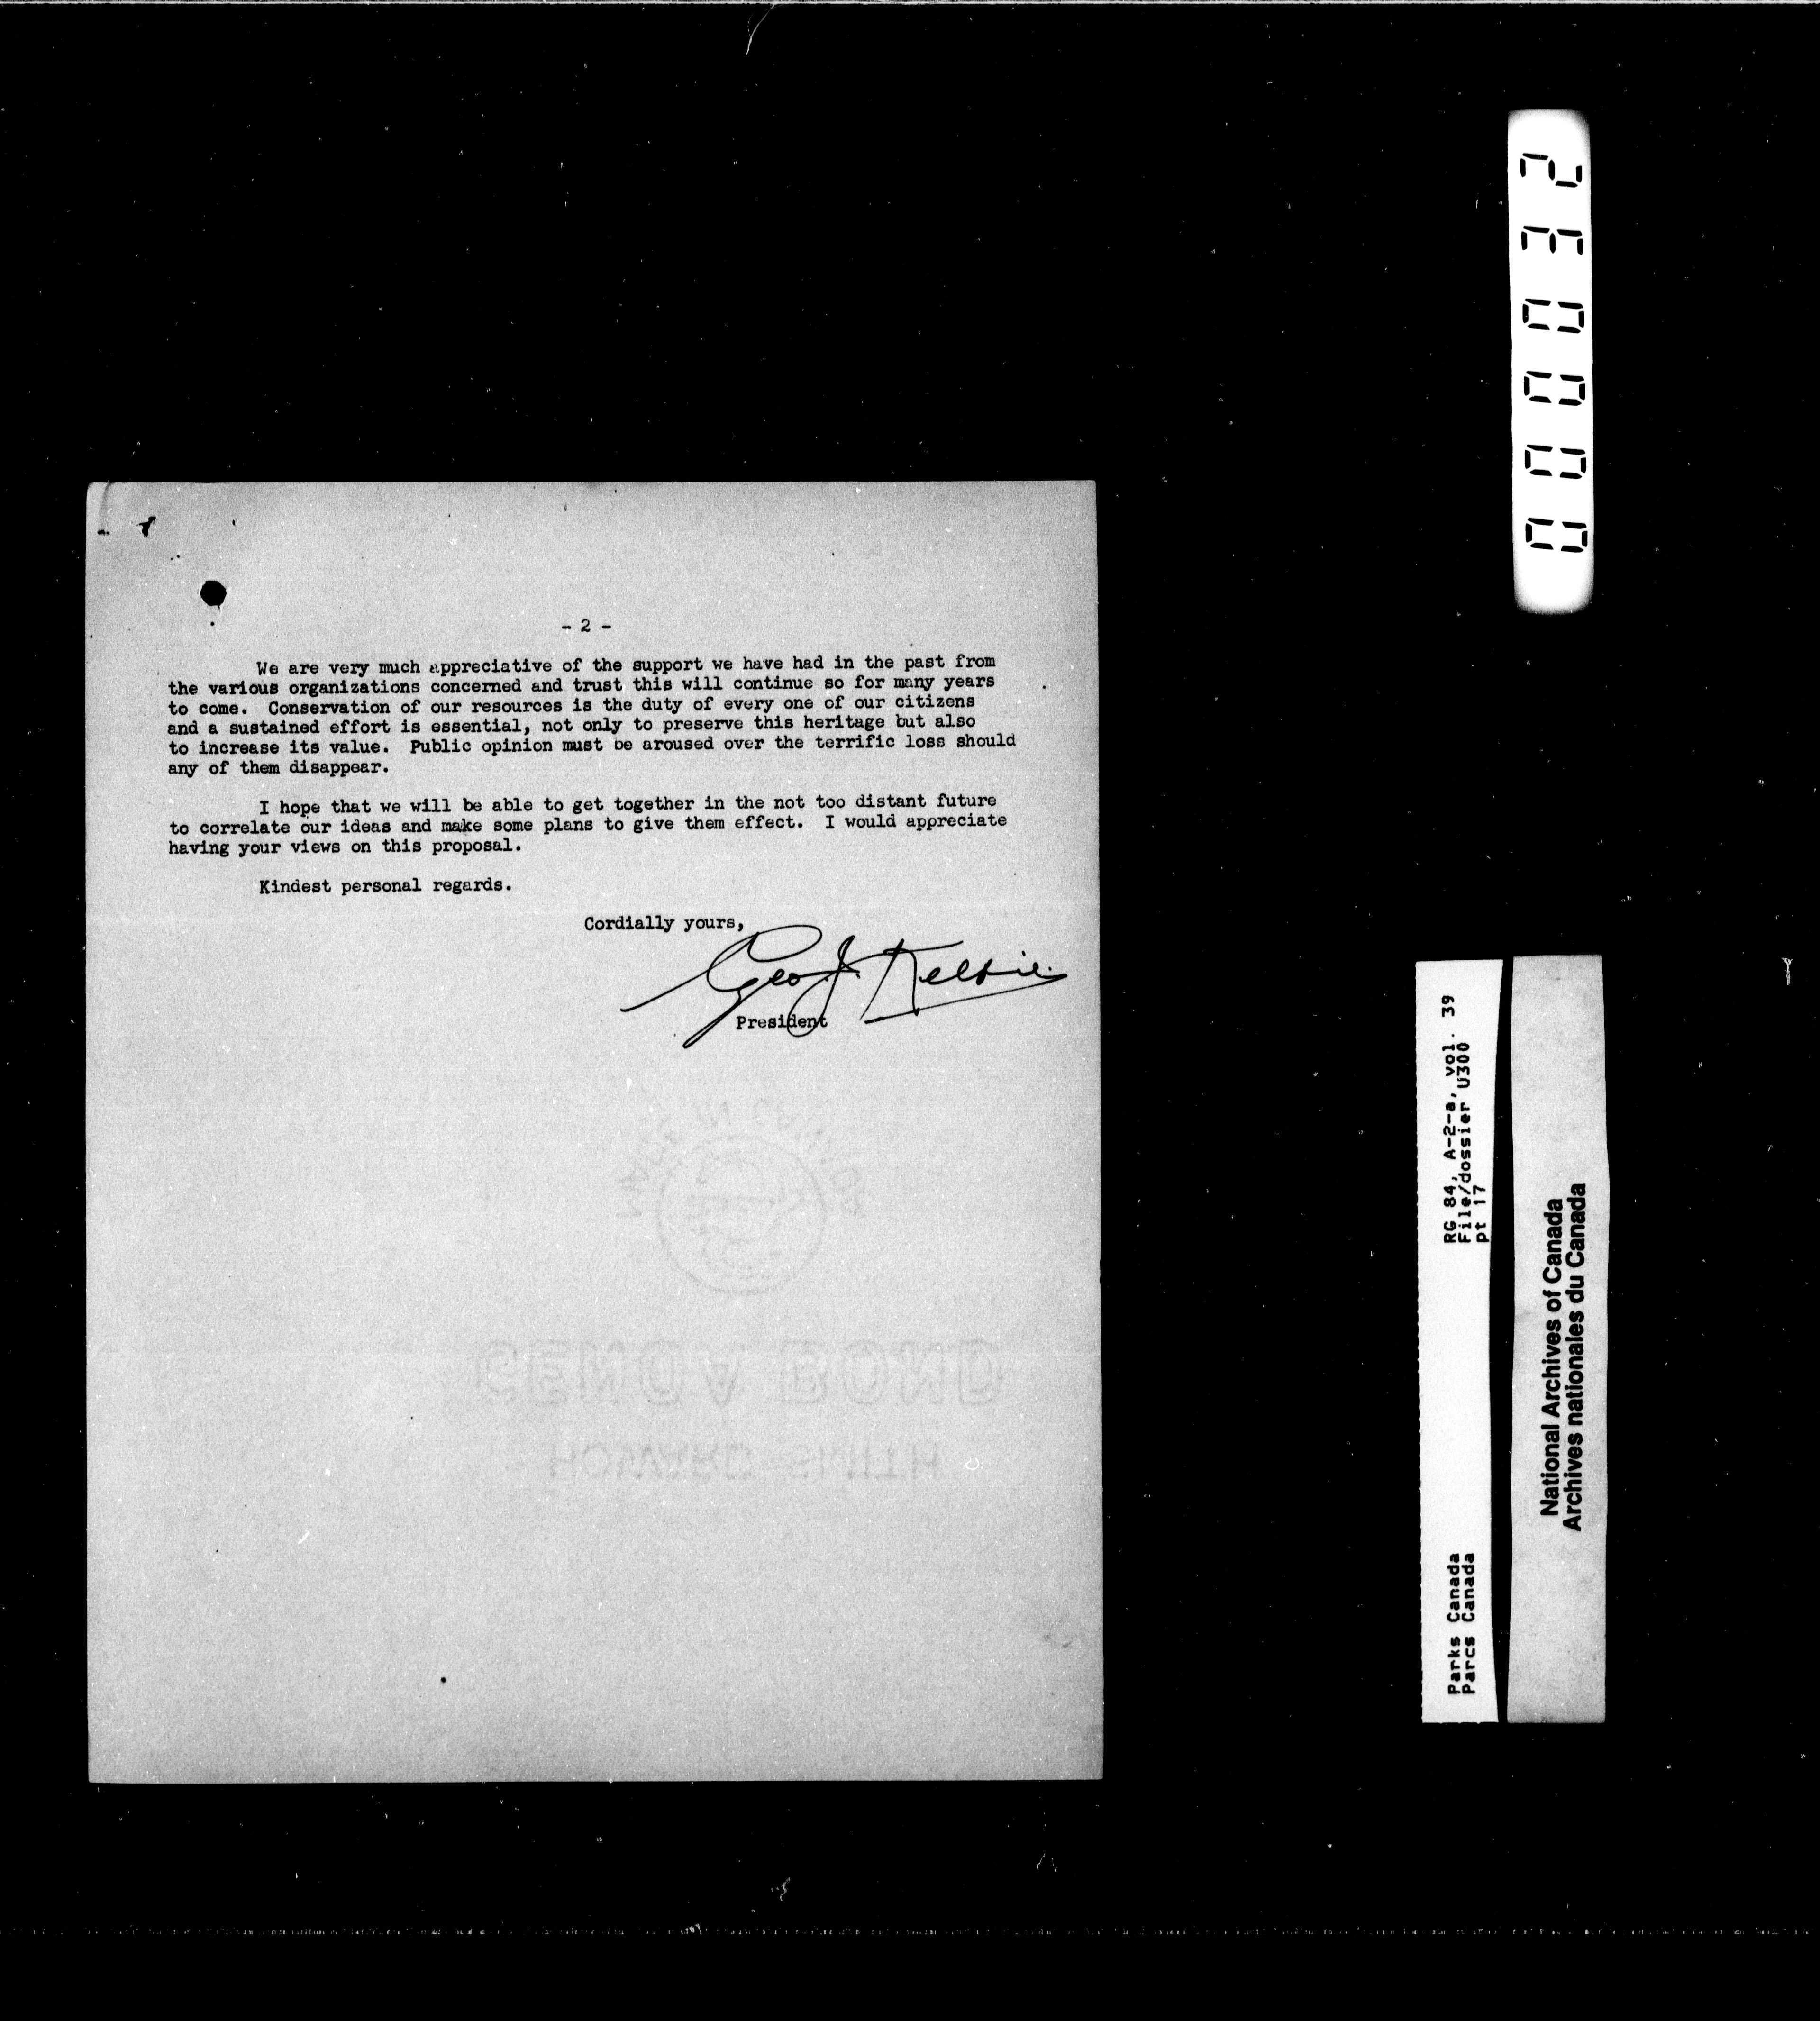 - 2 -
We are very much appreciative of the support we have had in the past from
the various organizations concerned and trust this will continue so for many years
to come. Conservation of our resources is the duty of every one of our citizens
and a sustained effort is essential, not only to preserve this heritage but also
to increase its value. Public opinion must be aroused over the terrific loss should
any of them disappear.
I hope that we will be able to get together in the not too distant future
to correlate our ideas and make some plans to give them effect. I would appreciate
having your views on this proposal.
Kindest personal regards.
Cordially yours,
Geo. J.
President
GENOA BOND
HOWARD SMITH
000032
RG 84, A-2-a, vol. 39
File/dossier U300
pt 17
Parks Canada
Parcs Canada
National Archives of Canada
Archives nationales du Canada